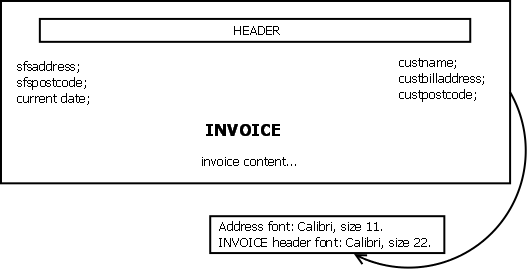 HEADER
sfsaddress;
sfspostcode;
current date;
custname;
custbilladdress;
custpostcode;
INVOICE
invoice content...
Address font: Calibri, size 11.
INVOICE header font: Calibri, size 22.